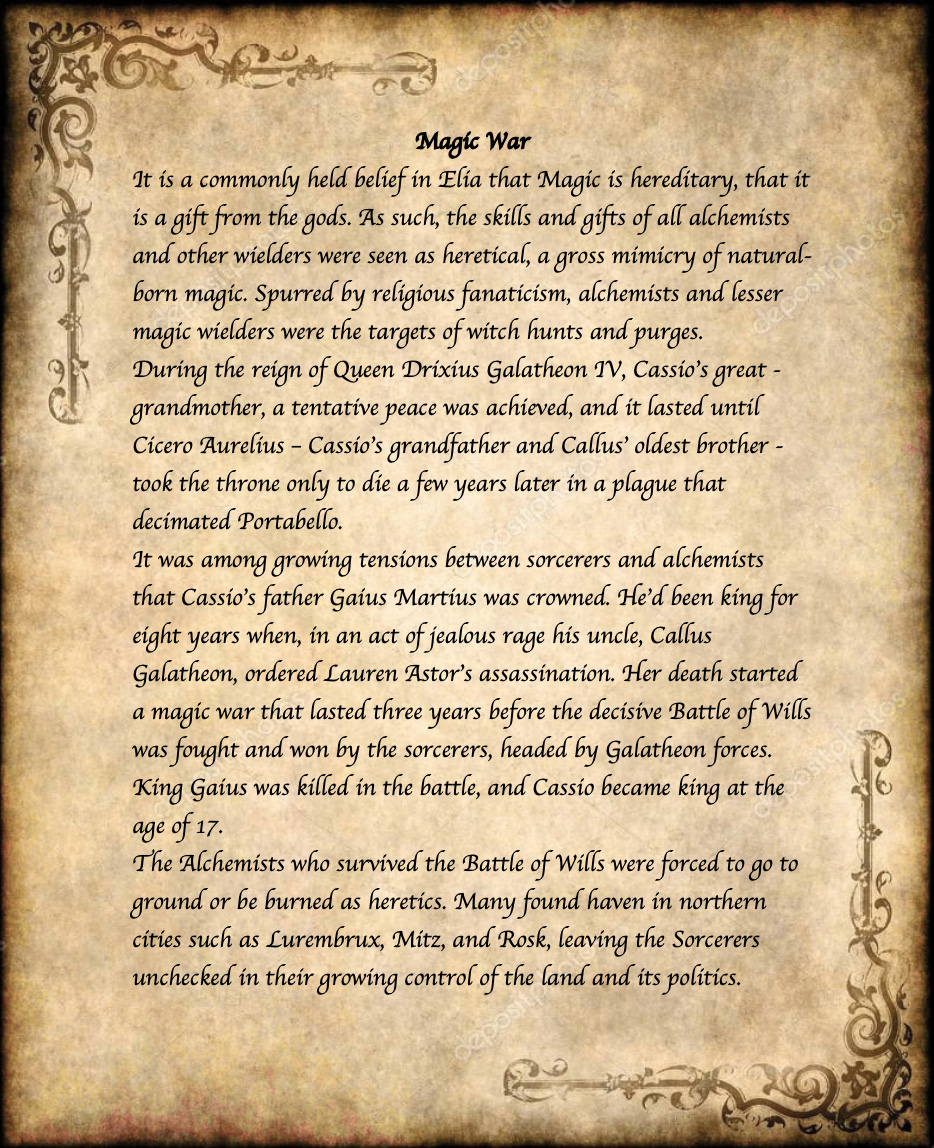 Magic War
It is a commonly held belief in Elia that Magic is hereditary, that it
is a gift from the gods. As such, the skills and gifts of all alchemists
and other wielders were seen as heretical, a gross mimicry of natural-
born magic. Spurred by religious fanaticism, alchemists and lesser
magic wielders were the targets of witch hunts and purges.
During the reign of Queen Drixius Galatheon IV, Cassio's great -
grandmother, a tentative peace was achieved, and it lasted until
Cicero Aurelius – Cassio's grandfather and Callus' oldest brother -
took the throne only to die a few years later in a plague that
decimated Portabello.
It was among growing tensions between sorcerers and alchemists
that Cassio's father Gaius Martius was crowned. He'd been king for
eight years when, in an act of jealous rage his uncle, Callus
Galatheon, ordered Lauren Astor's assassination. Her death started
a magic war that lasted three years before the decisive Battle of Wills
was fought and won by the sorcerers, headed by Galatheon forces.
King Gaius was killed in the battle, and Cassio became king at the
age of 17.
The Alchemists who survived the Battle of Wills were forced to go to
ground or be burned as heretics. Many found haven in northern
cities such as Lurembrux, Mitz, and Rosk, leaving the Sorcerers
unchecked in their growing control of the land and its politics.
depositphotos